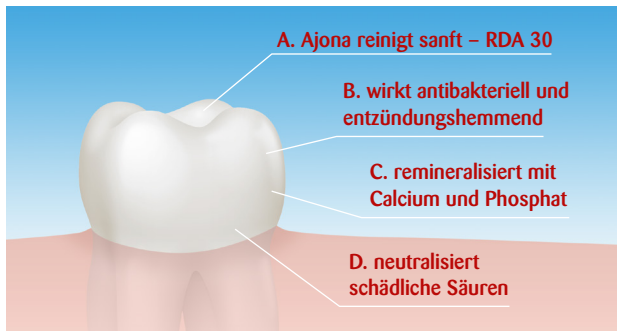 A. Ajona reinigt sanft – RDA 30
B. wirkt antibakteriell und
entzündungshemmend
C. remineralisiert mit
Calcium und Phosphat
D. neutralisiert
schädliche Säuren